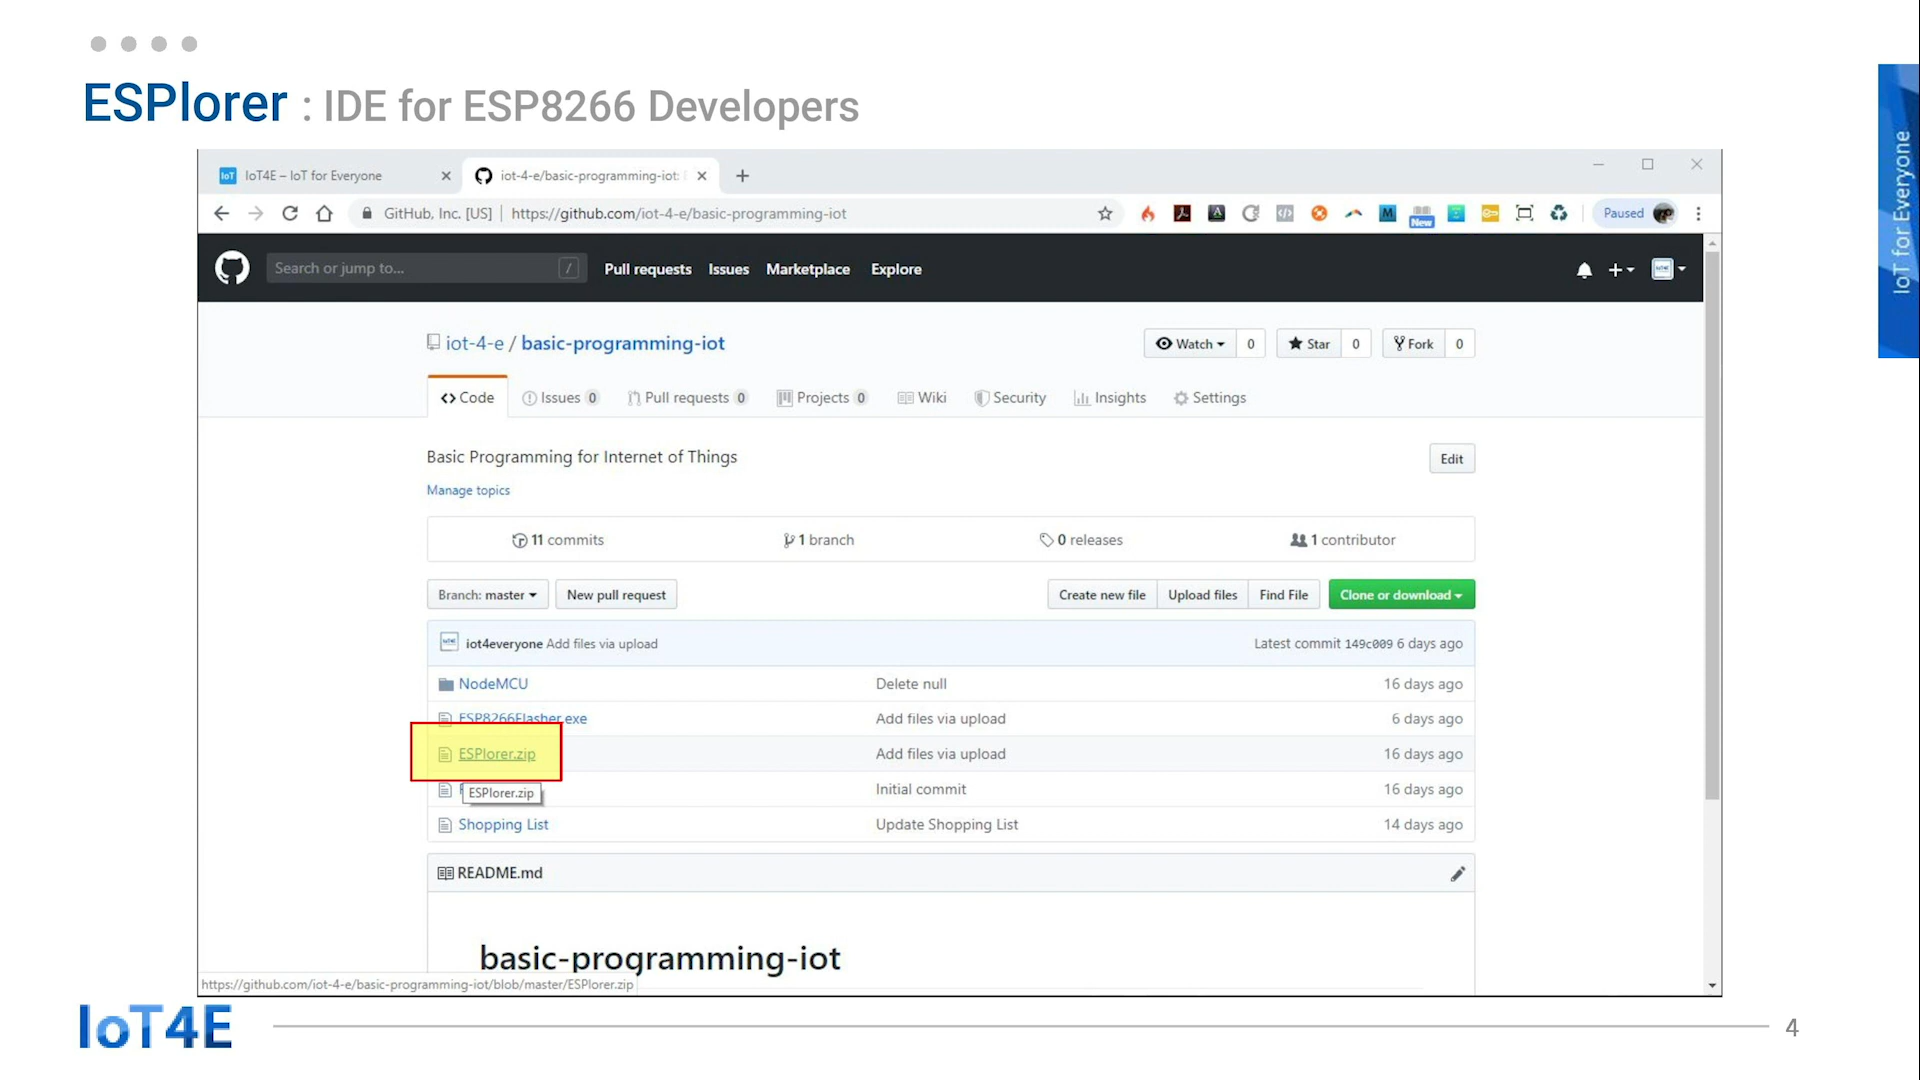 ESPlorer : IDE for ESP8266 Developers
IoT for Everyone
IoT IoT4E – IoT for Everyone
iot-4-e/basic-programming-iot:
GitHub, Inc. [US] | https://github.com/iot-4-e/basic-programming-iot
New
Paused
Search or jump to... /
Pull requests Issues Marketplace Explore
iot-4-e / basic-programming-iot
Watch 0 Star 0 Fork 0
Code Issues 0 Pull requests 0 Projects 0 Wiki Security Insights Settings
Basic Programming for Internet of Things
Edit
Manage topics
11 commits 1 branch 0 releases 1 contributor
Branch: master New pull request Create new file Upload files Find File Clone or download
iot4everyone Add files via upload Latest commit 149c009 6 days ago
NodeMCU Delete null 16 days ago
ESP8266Flasher.exe Add files via upload 6 days ago
ESPlorer.zip Add files via upload 16 days ago
ESPlorer.zip Initial commit 16 days ago
Shopping List Update Shopping List 14 days ago
README.md
basic-programming-iot
https://github.com/iot-4-e/basic-programming-iot/blob/master/ESPlorer.zip
IoT4E
4